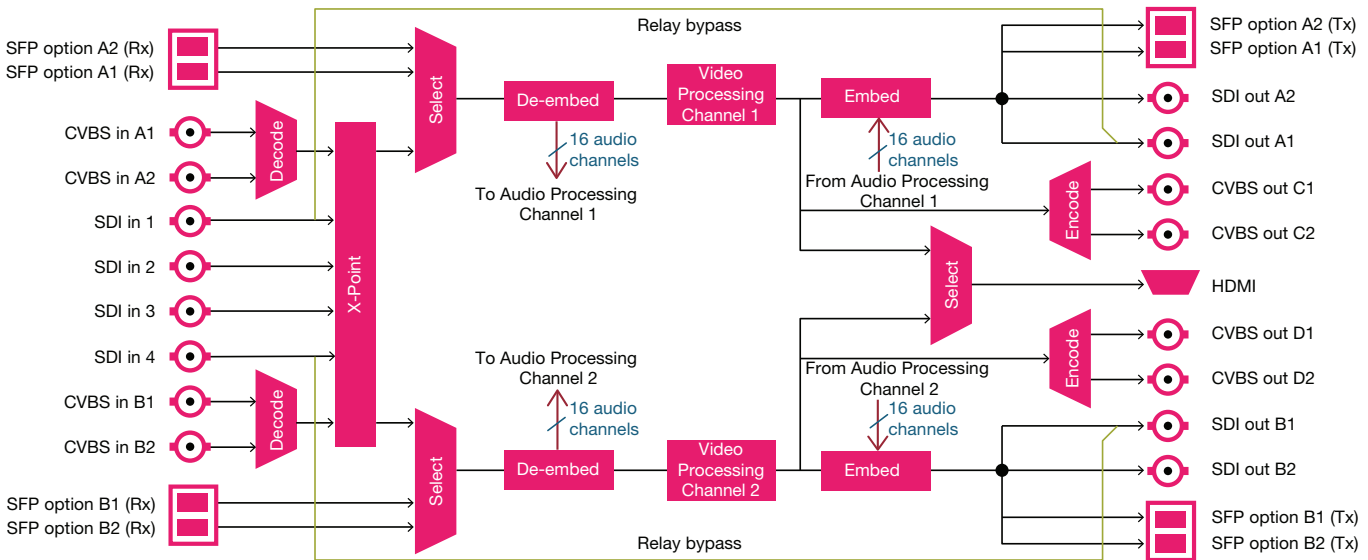 Relay bypass
SFP option A2 (Rx)
SFP option A1 (Rx)
CVBS in A1
CVBS in A2
SDI in 1
SDI in 2
SDI in 3
SDI in 4
CVBS in B1
CVBS in B2
SFP option B1 (Rx)
SFP option B2 (Rx)
Decode
Decode
X-Point
Select
Select
De-embed
16 audio
channels
To Audio Processing
Channel 1
To Audio Processing
Channel 2
16 audio
channels
De-embed
Video
Processing
Channel 1
Video
Processing
Channel 2
Embed
16 audio
channels
From Audio Processing
Channel 1
Select
From Audio Processing
Channel 2
16 audio
channels
Embed
Encode
Encode
SFP option A2 (Tx)
SFP option A1 (Tx)
SDI out A2
SDI out A1
CVBS out C1
CVBS out C2
HDMI
CVBS out D1
CVBS out D2
SDI out B1
SDI out B2
SFP option B1 (Tx)
SFP option B2 (Tx)
Relay bypass